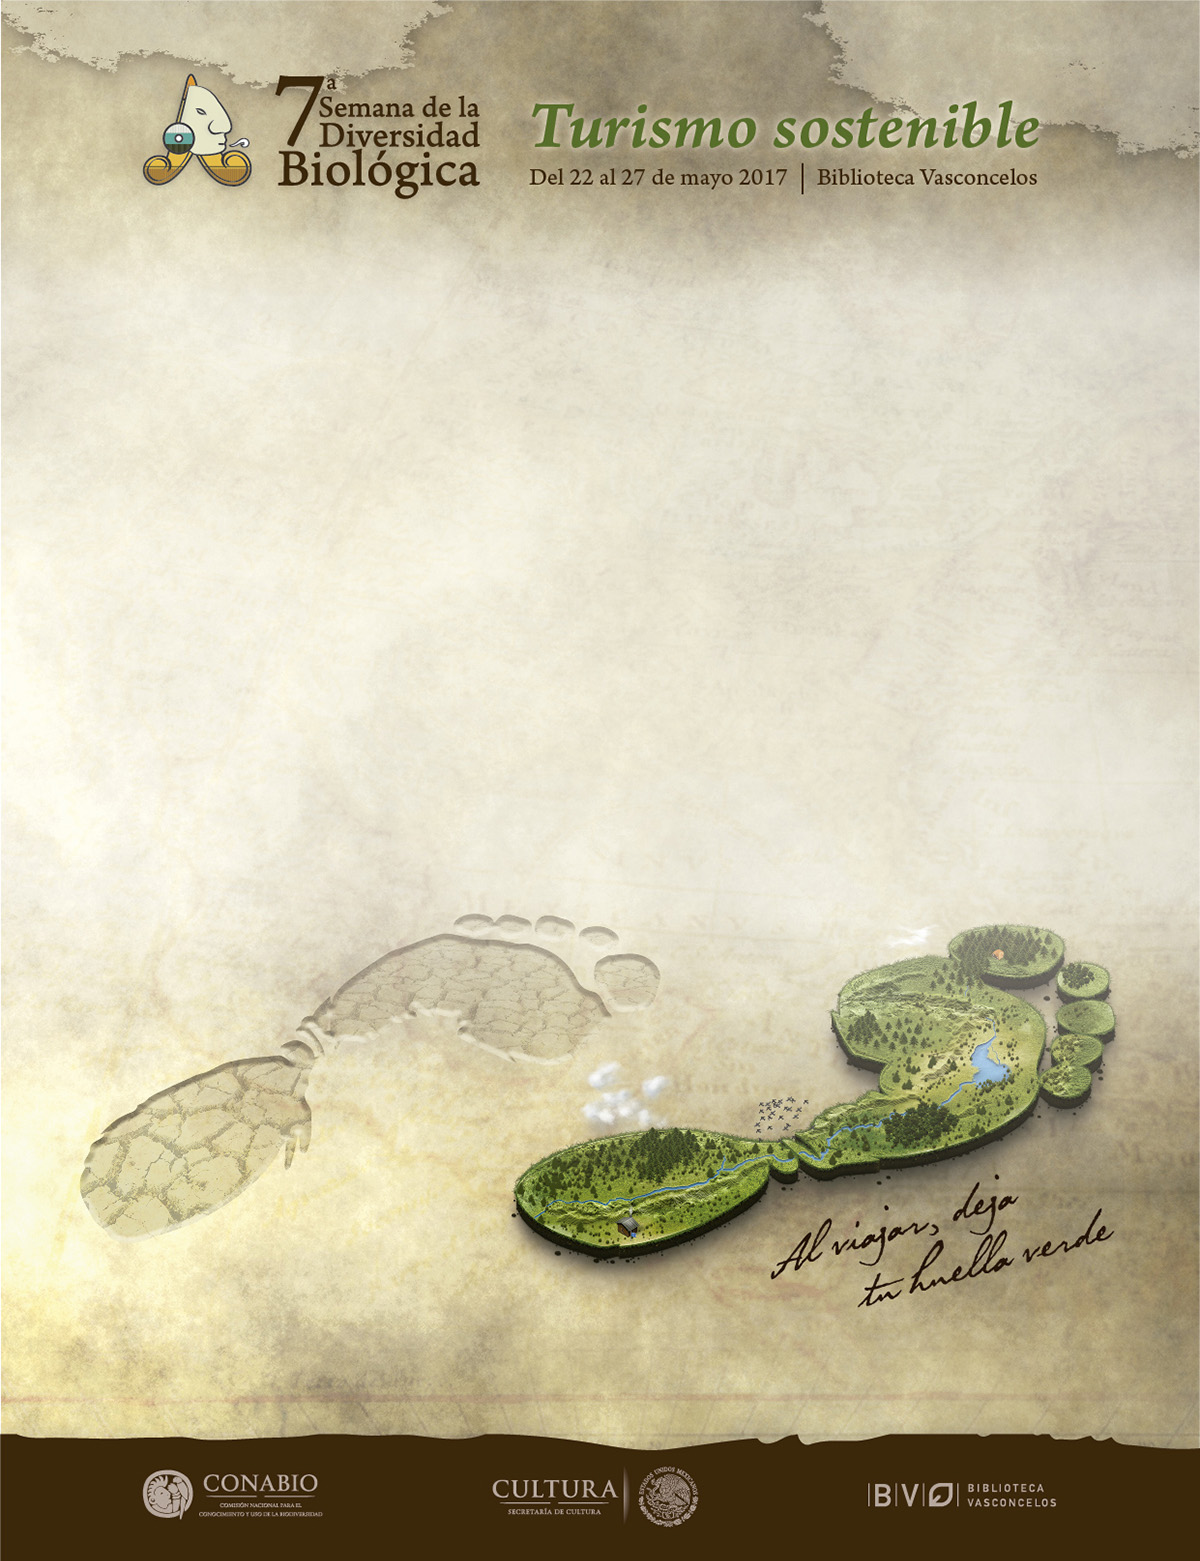 7a
Semana de la
Diversidad
Biológica
Turismo sostenible
Del 22 al 27 de mayo 2017 | Biblioteca Vasconcelos
Al viajar, deja
tu huella verde
CONABIO
COMISIÓN NACIONAL PARA EL
CONOCIMIENTO Y USO DE LA BIODIVERSIDAD
CULTURA
SECRETARÍA DE CULTURA
ESTADOS UNIDOS MEXICANOS
BV
BIBLIOTECA
VASCONCELOS